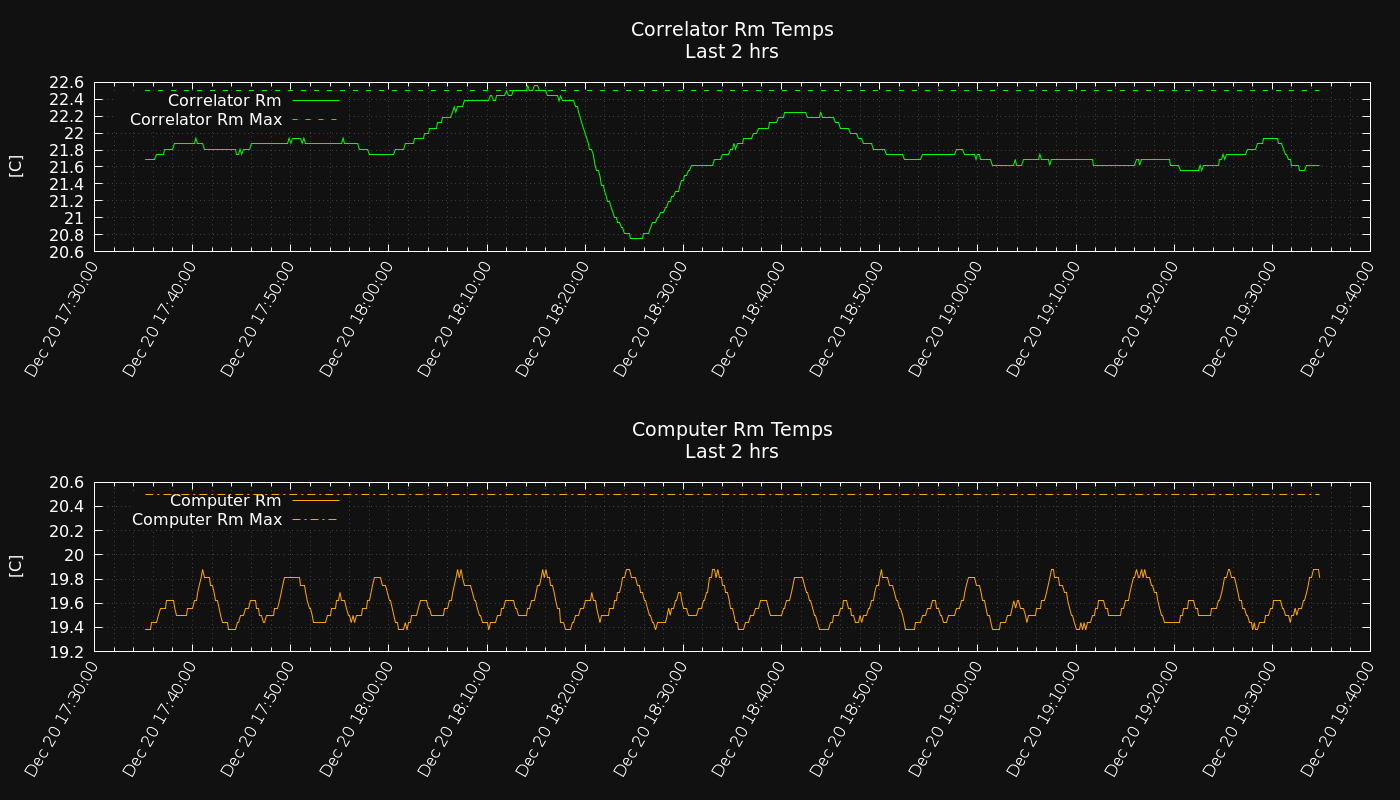 Correlator Rm Temps
Last 2 hrs
22.6
22.4
22.2
22
21.8
21.6
21.4
21.2
21
20.8
20.6
[C]
Correlator Rm
Correlator Rm Max
Dec 20 17:30:00
Dec 20 17:40:00
Dec 20 17:50:00
Dec 20 18:00:00
Dec 20 18:10:00
Dec 20 18:20:00
Dec 20 18:30:00
Dec 20 18:40:00
Dec 20 18:50:00
Dec 20 19:00:00
Dec 20 19:10:00
Dec 20 19:20:00
Dec 20 19:30:00
Dec 20 19:40:00
Computer Rm Temps
Last 2 hrs
20.6
20.4
20.2
20
19.8
19.6
19.4
19.2
[C]
Computer Rm
Computer Rm Max
Dec 20 17:30:00
Dec 20 17:40:00
Dec 20 17:50:00
Dec 20 18:00:00
Dec 20 18:10:00
Dec 20 18:20:00
Dec 20 18:30:00
Dec 20 18:40:00
Dec 20 18:50:00
Dec 20 19:00:00
Dec 20 19:10:00
Dec 20 19:20:00
Dec 20 19:30:00
Dec 20 19:40:00